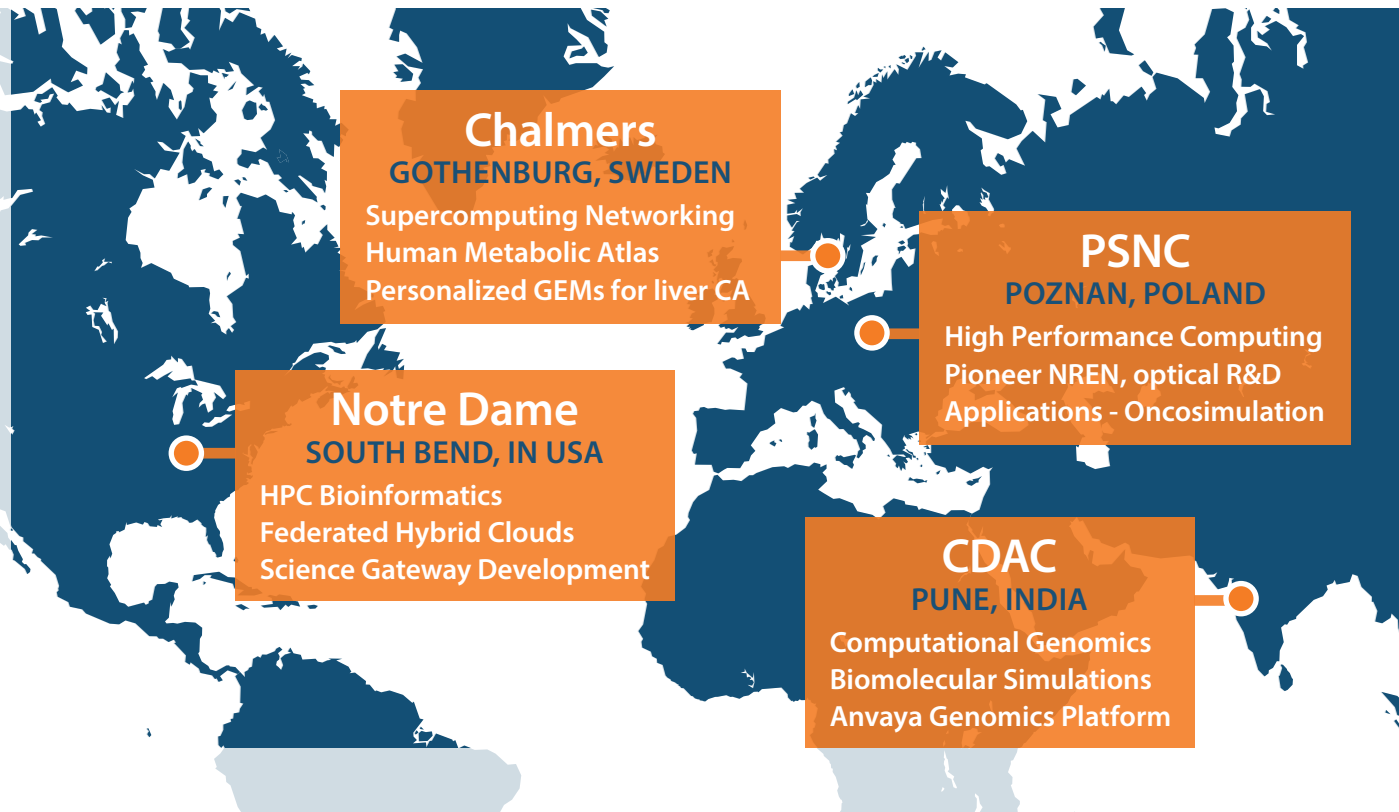 Chalmers
GOTHENBURG, SWEDEN
Supercomputing Networking
Human Metabolic Atlas
Personalized GEMs for liver CA
PSNC
POZNAN, POLAND
High Performance Computing
Pioneer NREN, optical R&D
Applications - Oncosimulation
Notre Dame
SOUTH BEND, IN USA
HPC Bioinformatics
Federated Hybrid Clouds
Science Gateway Development
CDAC
PUNE, INDIA
Computational Genomics
Biomolecular Simulations
Anvaya Genomics Platform